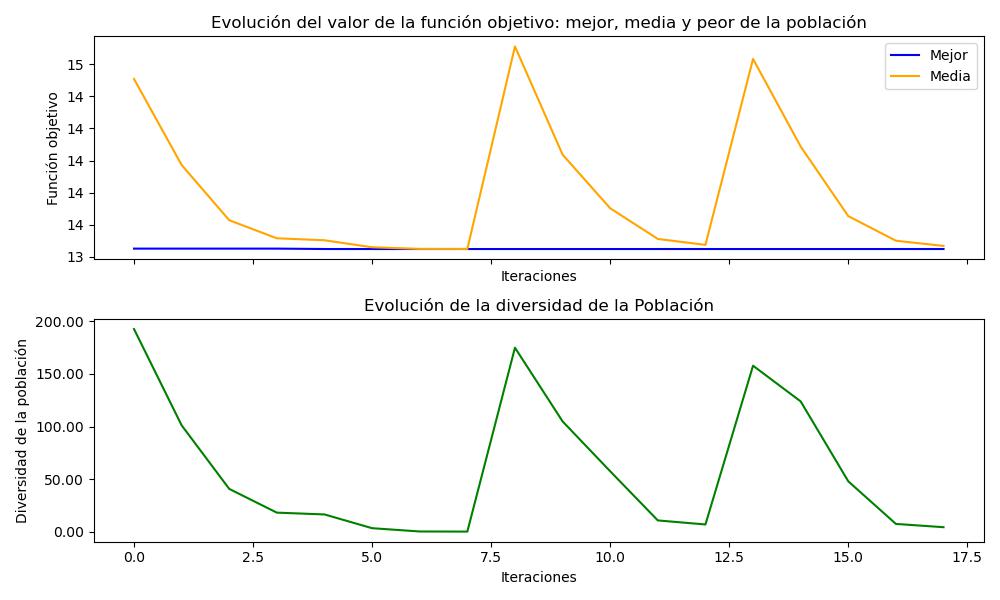 Evolución del valor de la función objetivo: mejor, media y peor de la población
Función objetivo
15
14
14
14
14
14
13
Mejor
Media
Iteraciones
Evolución de la diversidad de la Población
Diversidad de la población
200.00
150.00
100.00
50.00
0.00
0.0 2.5 5.0 7.5 10.0 12.5 15.0 17.5
Iteraciones